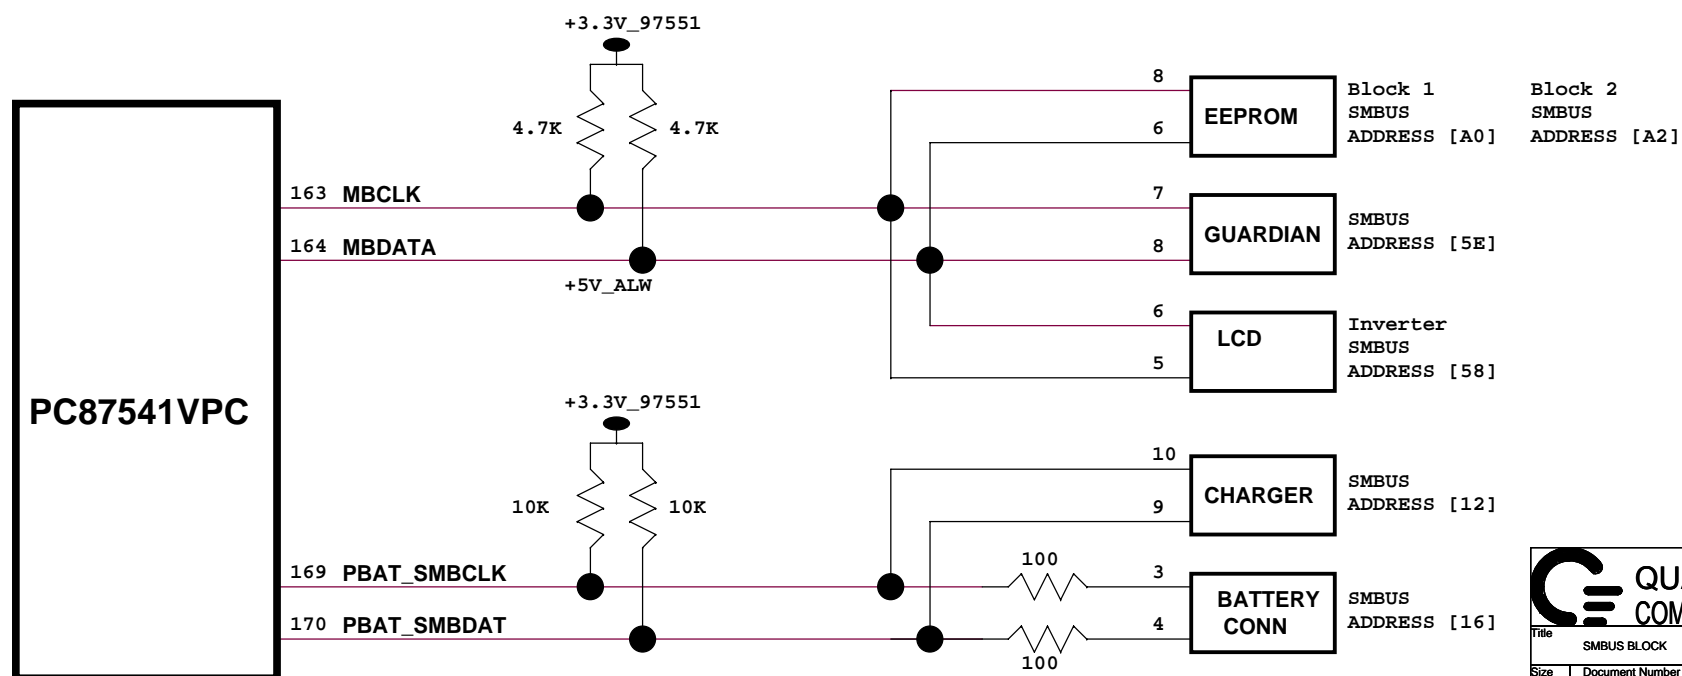 +3.3V_97551
4.7K
4.7K
163 MBCLK
164 MBDATA
+5V_ALW
PC87541VPC
8
6
EEPROM
Block 1
SMBUS
ADDRESS [A0]
Block 2
SMBUS
ADDRESS [A2]
7
8
GUARDIAN
SMBUS
ADDRESS [5E]
6
5
LCD
Inverter
SMBUS
ADDRESS [58]
+3.3V_97551
10K
10K
169 PBAT_SMBCLK
170 PBAT_SMBDAT
10
9
CHARGER
SMBUS
ADDRESS [12]
100
100
3
4
BATTERY
CONN
SMBUS
ADDRESS [16]
Title
SMBUS BLOCK
Size
Document Number